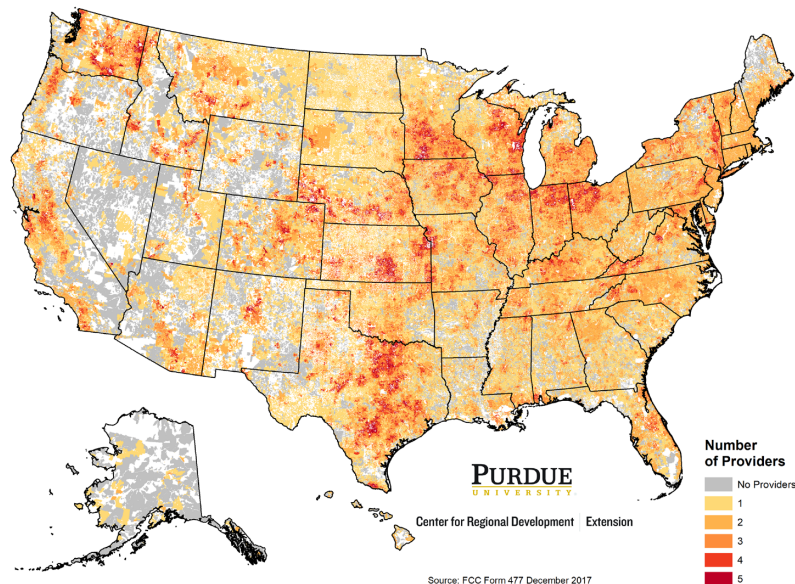 PURDUE
UNIVERSITY
Center for Regional Development | Extension
Number
of Providers
No Providers
1
2
3
4
5
Source: FCC Form 477 December 2017